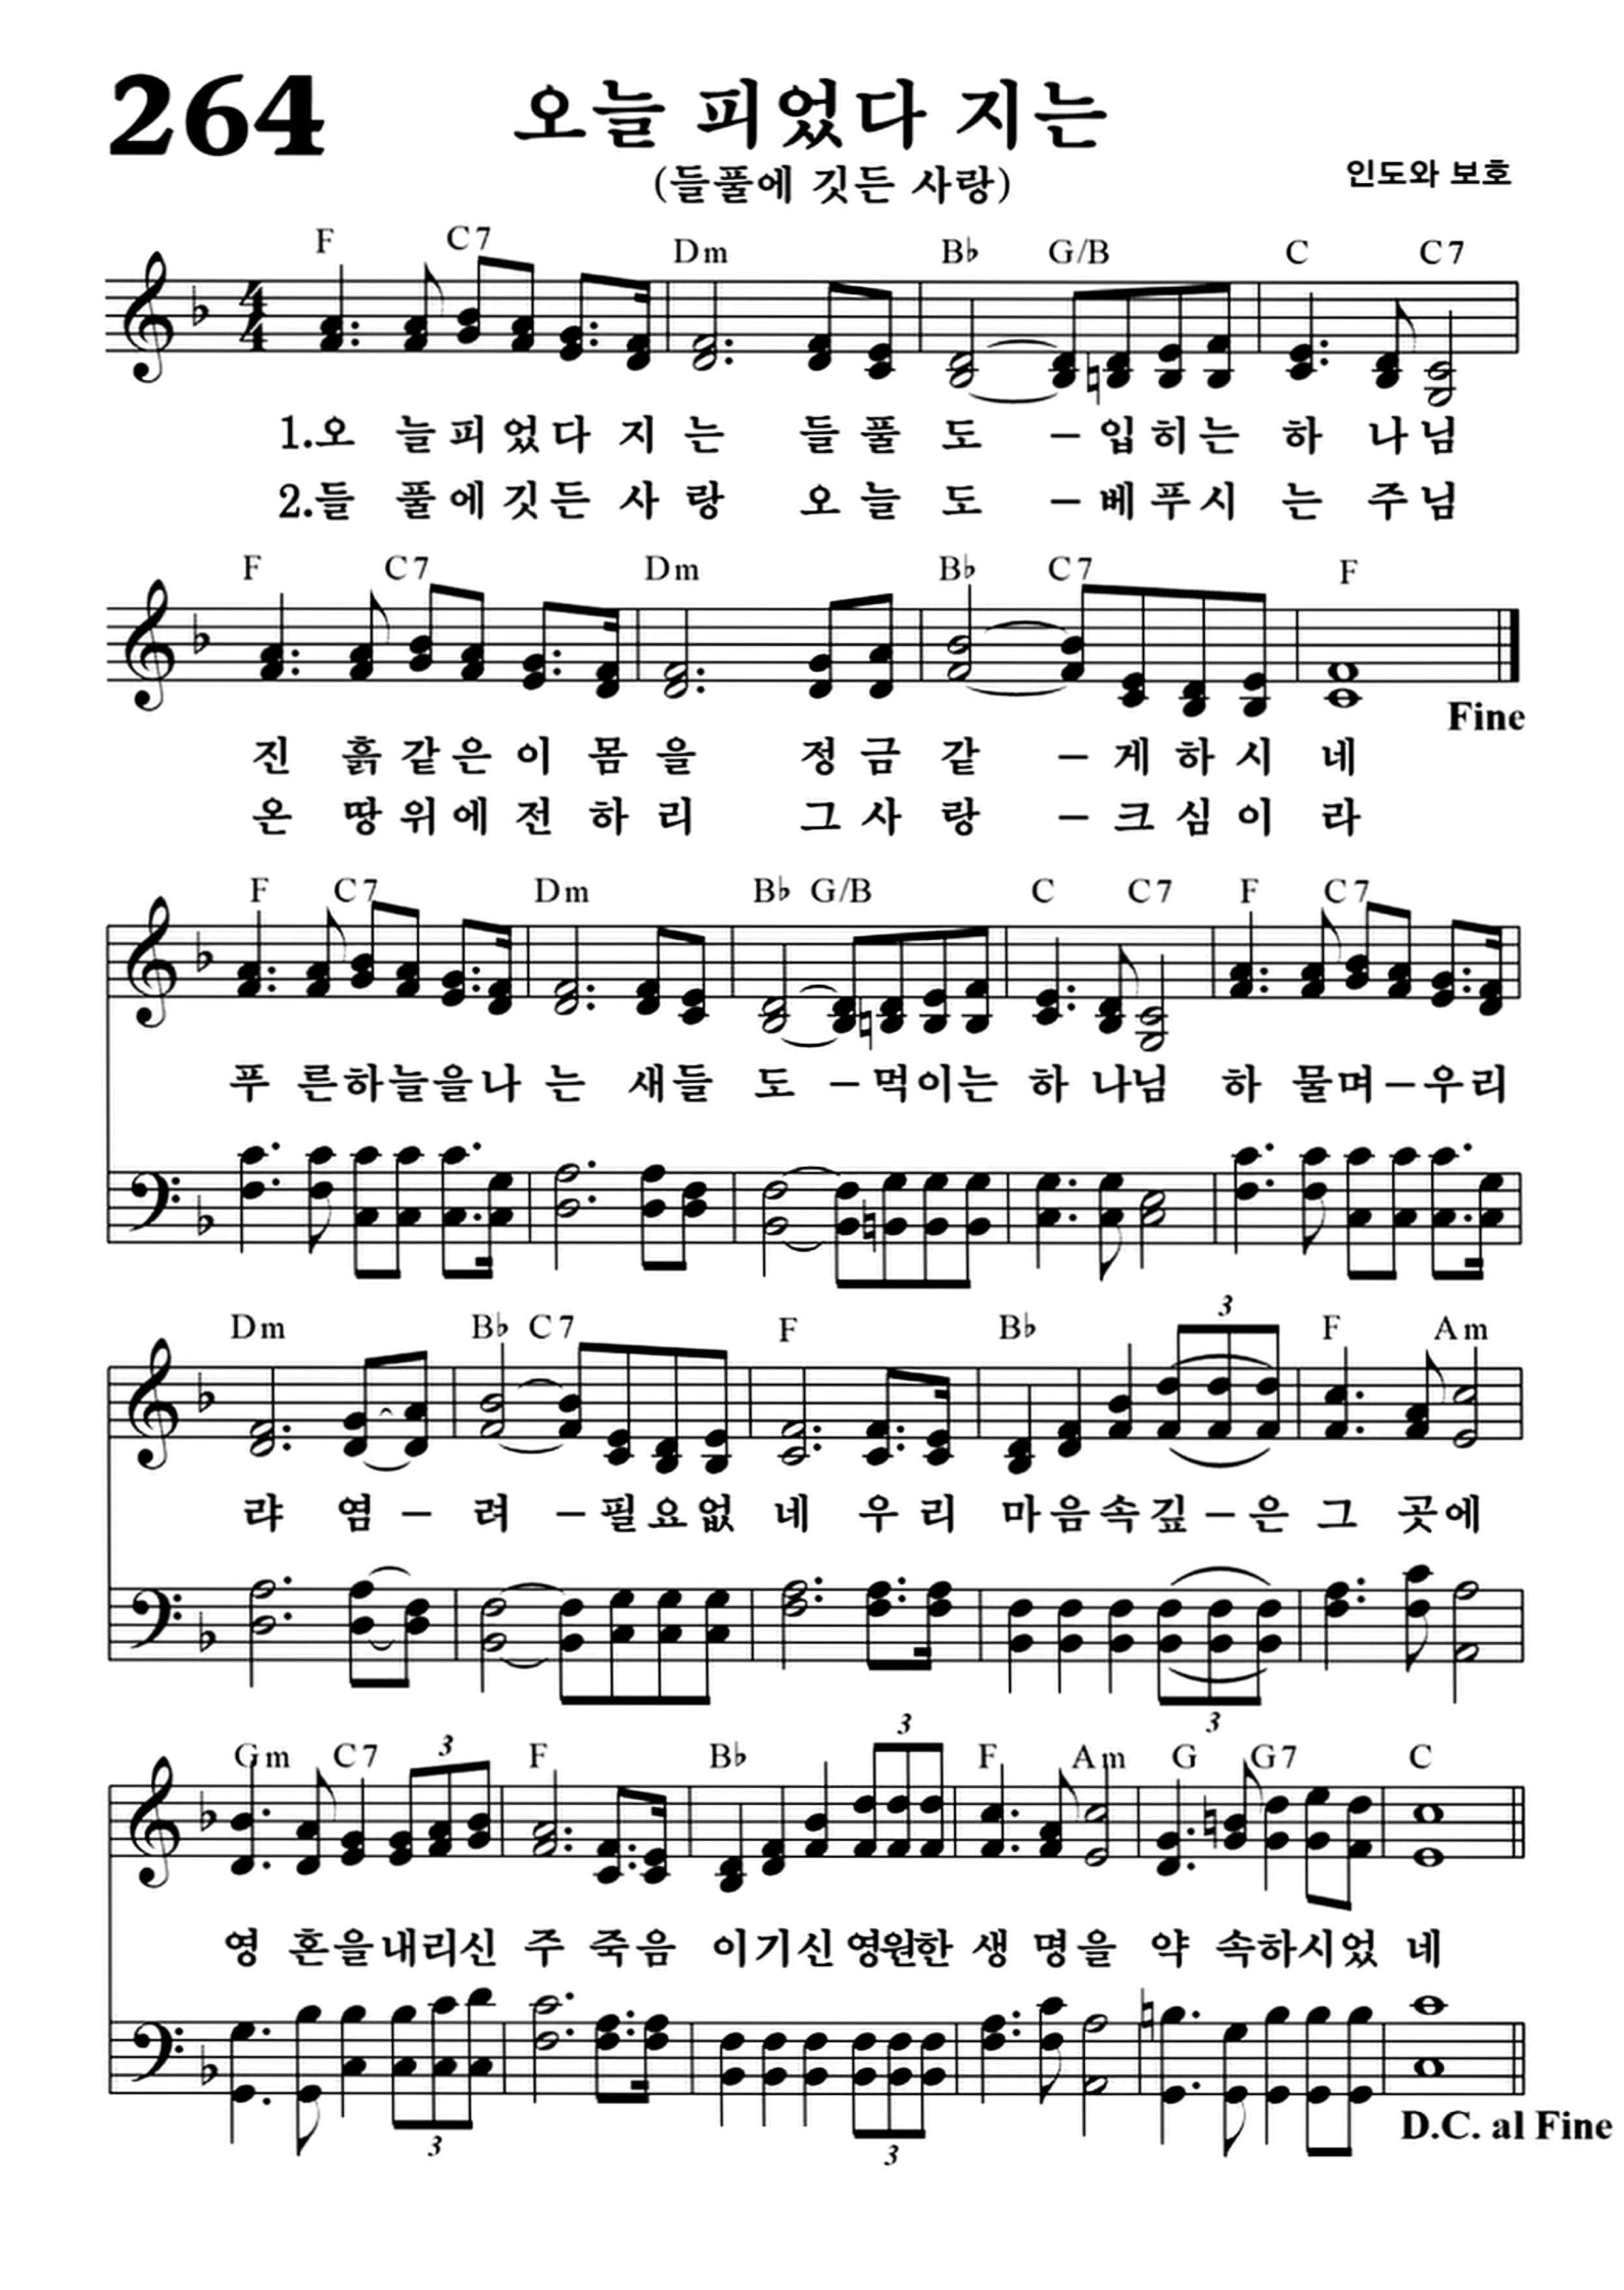 264 오늘 피었다 지는
(들풀에 깃든 사랑)
인도와 보호
F C7 Dm B♭ G/B C C7
1.오 늘피었다 지 는 들 풀 도 –입히는 하 나님
2.들 풀에깃든 사 랑 오 늘 도 –베푸시 는 주님
F C7 Dm B♭ C7 F
Fine
진 흙같은이 몸 을 정 금 같 –게하시 네
온 땅위에전 하 리 그 사 랑 –크심이 라
F C7 Dm B♭ G/B C C7 F C7
푸 른하늘을나 는 새들 도 –먹이는 하 나님 하 물며–우리
Dm B♭ C7 F B♭ 3 F Am
랴 염– 려 –필요없 네 우 리 마음속깊–은 그 곳에
3
Gm C7 3 F B♭ 3 F Am G G7 C
영 혼을내리신 주 죽음 이기신 영원한 생 명을 약 속하시었 네
3 3
D.C. al Fine